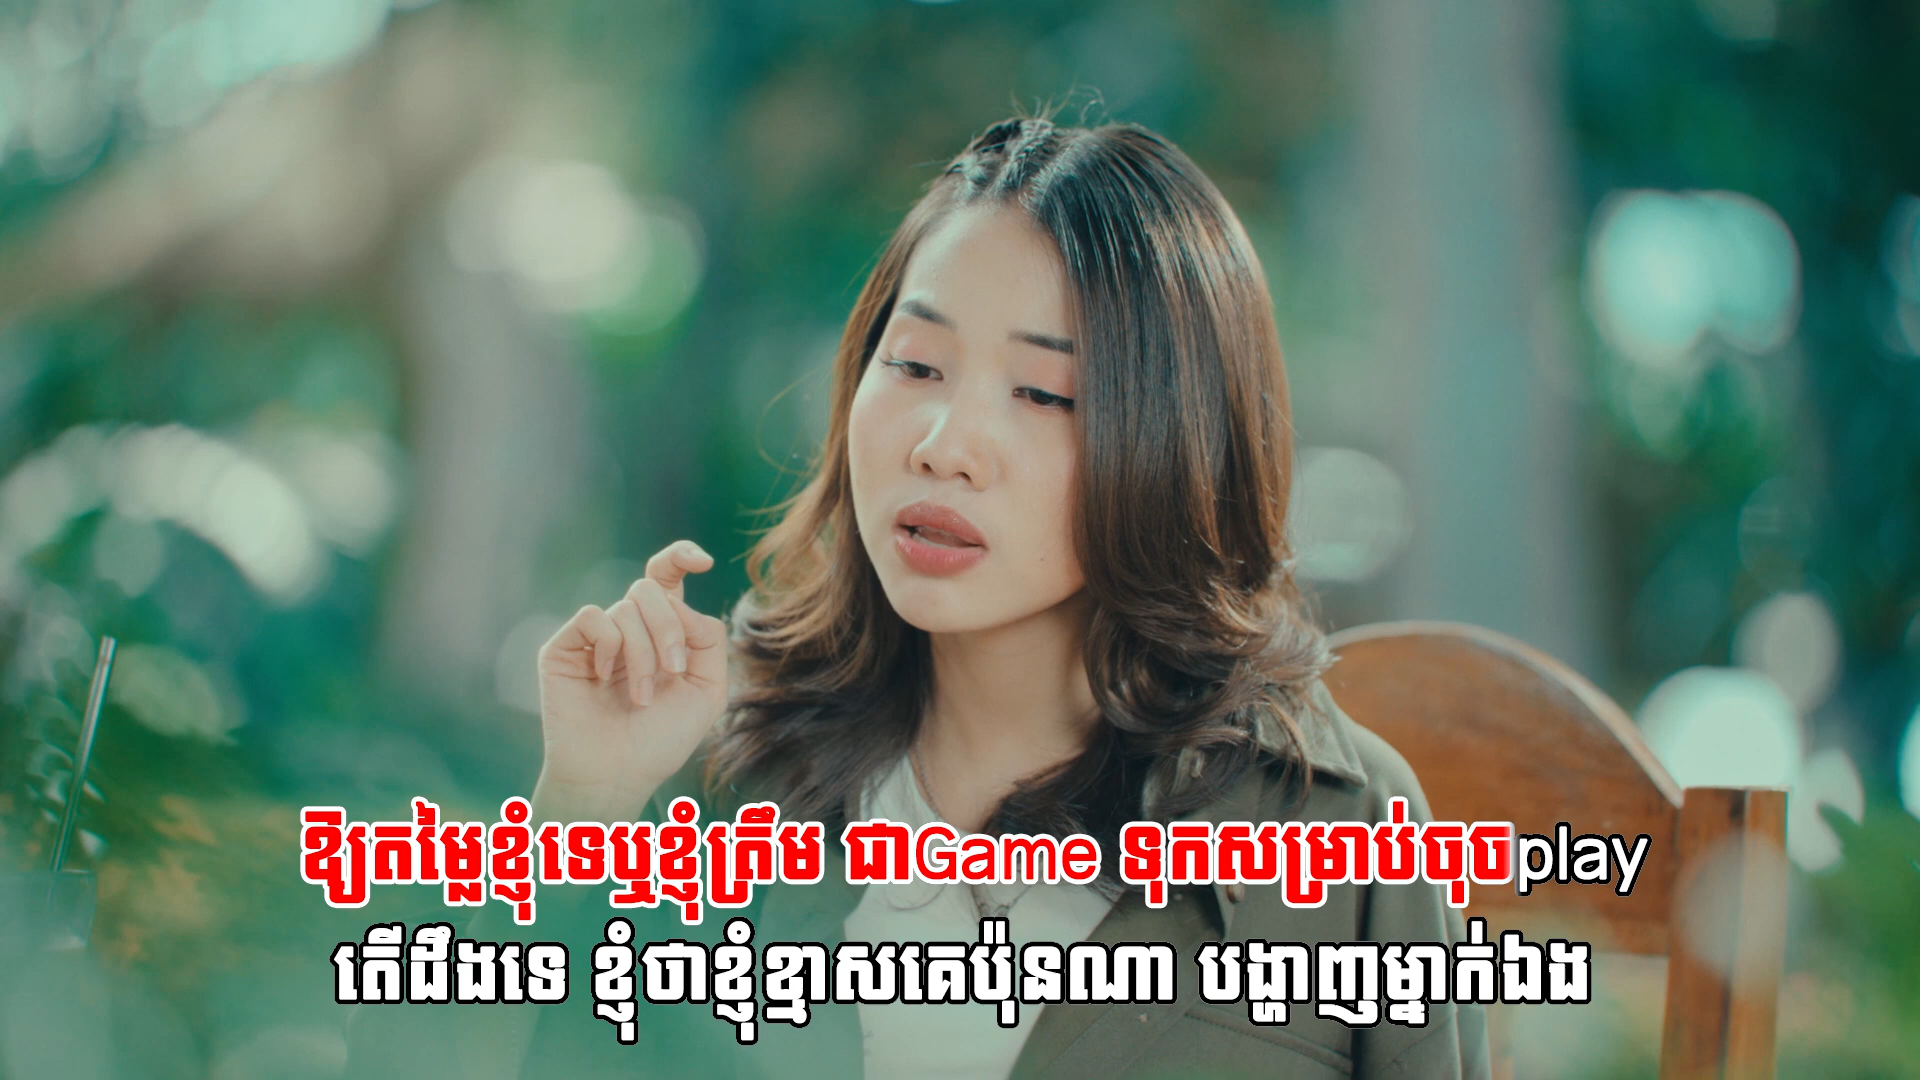 ឱ្យតម្លៃខ្ញុំទេឬខ្ញុំត្រឹម ជាGame ទុកសម្រាប់ចុចplay
តើដឹងទេ ខ្ញុំថាខ្ញុំខ្មាសគេប៉ុនណា បង្ហាញម្នាក់ឯង